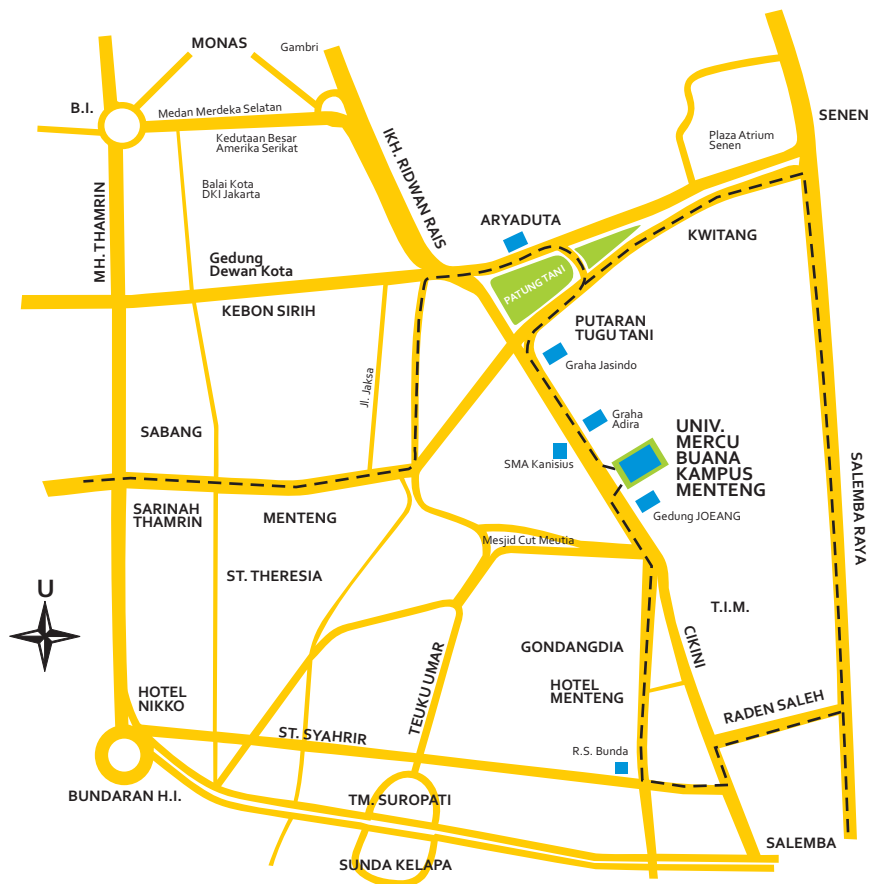 MONAS
Gambri
B.I.
Medan Merdeka Selatan
Kedutaan Besar
Amerika Serikat
IKH. RIDWAN RAIS
SENEN
Plaza Atrium
Senen
Balai Kota
DKI Jakarta
MH. THAMRIN
ARYADUTA
KWITANG
Gedung
Dewan Kota
PATUNG TANI
KEBON SIRIH
PUTARAN
TUGU TANI
Graha Jasindo
Jl. Jaksa
Graha
Adira
UNIV.
MERCU
BUANA
KAMPUS
MENTENG
SABANG
SMA Kanisius
SALEMBA RAYA
SARINAH
THAMRIN
MENTENG
Gedung JOEANG
Mesjid Cut Meutia
ST. THERESIA
U
T.I.M.
GONDANGDIA
CIKINI
TEUKU UMAR
HOTEL
MENTENG
HOTEL
NIKKO
RADEN SALEH
ST. SYAHRIR
R.S. Bunda
BUNDARAN H.I.
TM. SUROPATI
SALEMBA
SUNDA KELAPA